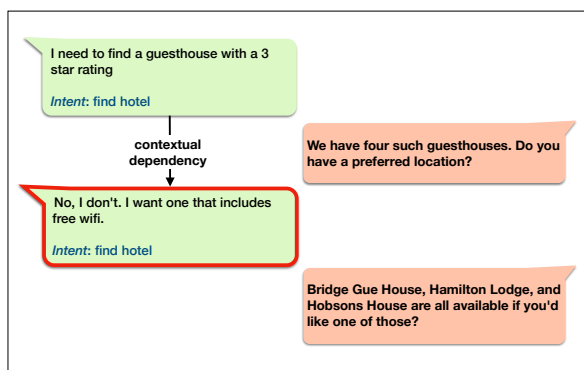 I need to find a guesthouse with a 3
star rating
Intent: find hotel
contextual
dependency
We have four such guesthouses. Do you
have a preferred location?
No, I don't. I want one that includes
free wifi.
Intent: find hotel
Bridge Gue House, Hamilton Lodge, and
Hobsons House are all available if you'd
like one of those?